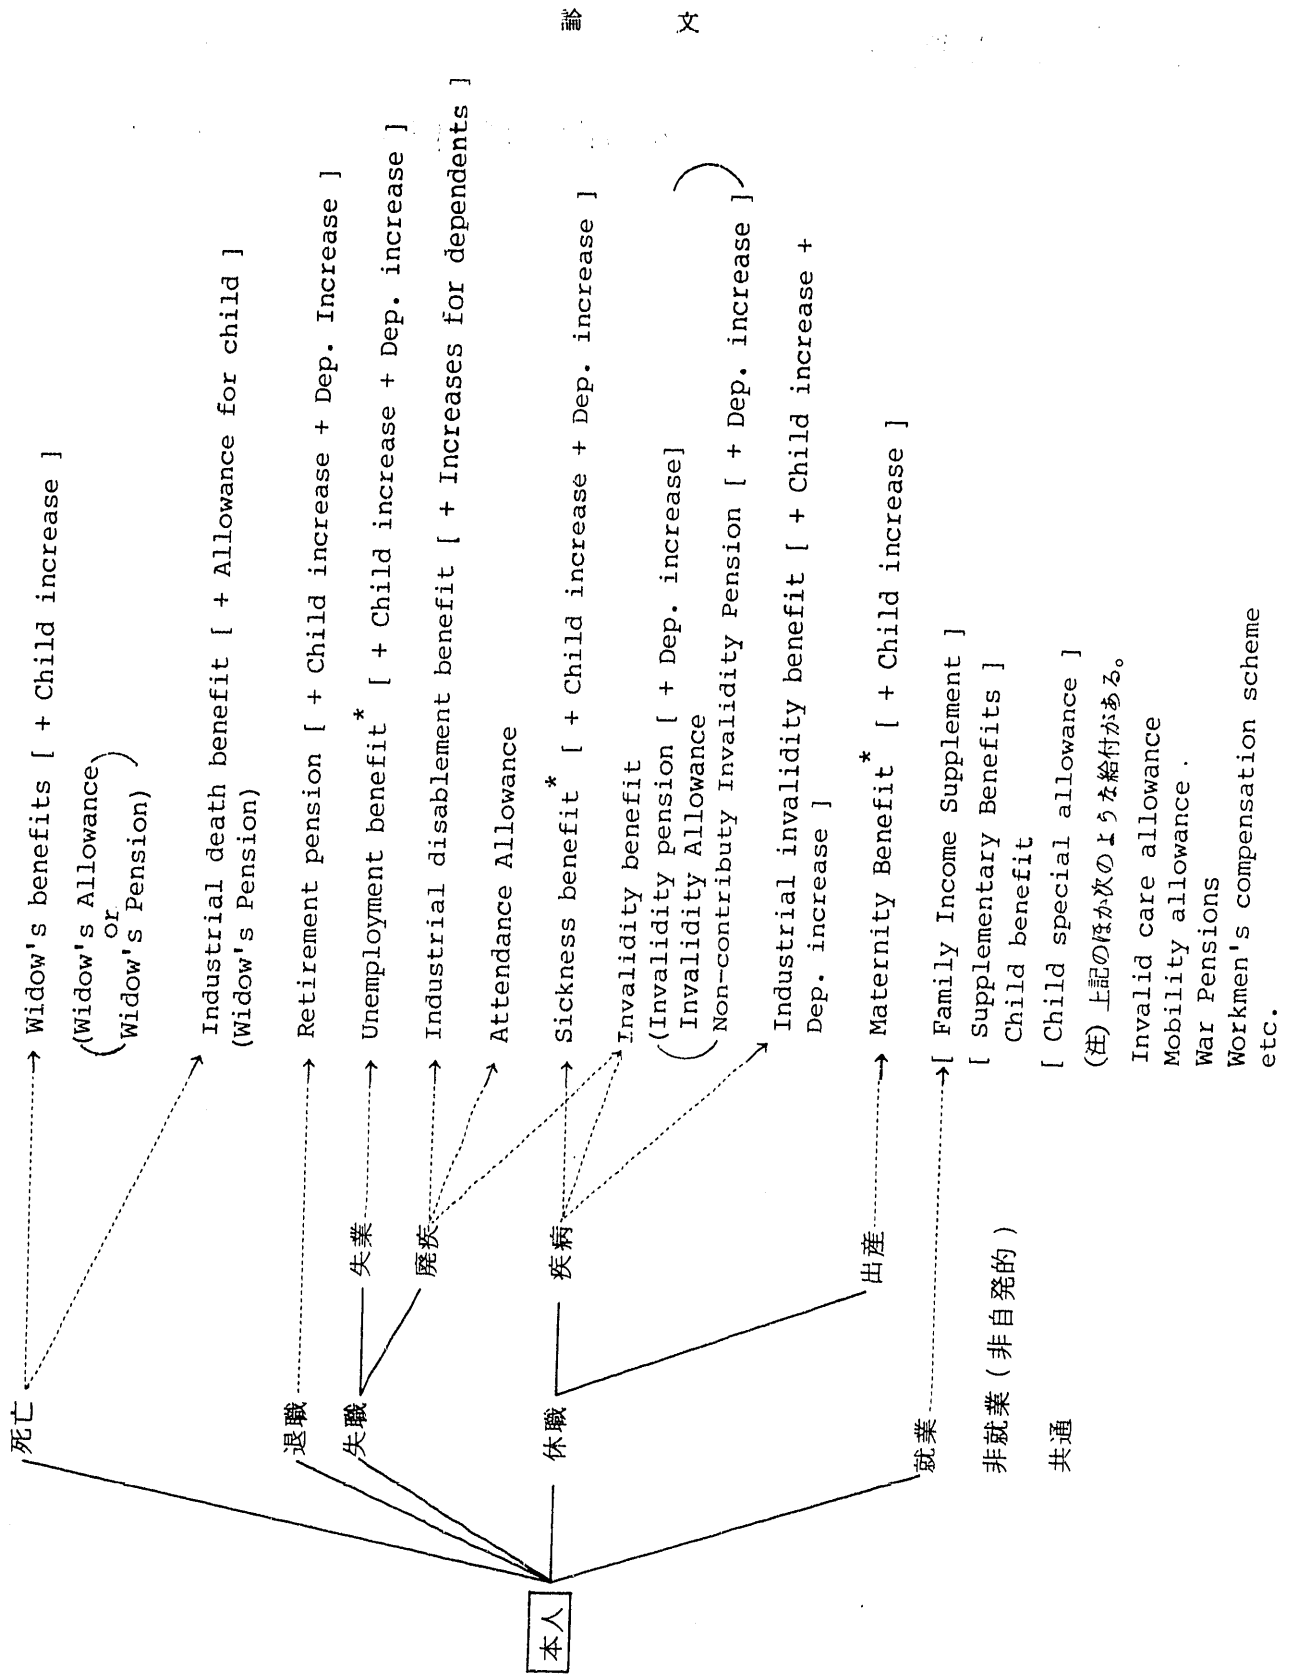 論文
本人
死亡
Widow's benefits [ + Child increase ]
(Widow's Allowance
or
Widow's Pension)
Industrial death benefit [ + Allowance for child ]
(Widow's Pension)
退職
Retirement pension [ + Child increase + Dep. Increase ]
失職
失業
Unemployment benefit* [ + Child increase + Dep. increase ]
廃疾
Industrial disablement benefit [ + Increases for dependents ]
Attendance Allowance
休職
疾病
Sickness benefit* [ + Child increase + Dep. increase ]
Invalidity benefit
(Invalidity pension [ + Dep. increase]
Invalidity Allowance
Non-contributy Invalidity Pension [ + Dep. increase ] )
Industrial invalidity benefit [ + Child increase +
Dep. increase ]
出産
Maternity Benefit* [ + Child increase ]
就業
[ Family Income Supplement ]
非就業 ( 非自発的 )
[ Supplementary Benefits ]
Child benefit
共通
[ Child special allowance ]
(注) 上記のほか次のような給付がある。
Invalid care allowance
Mobility allowance .
War Pensions
Workmen's compensation scheme
etc.